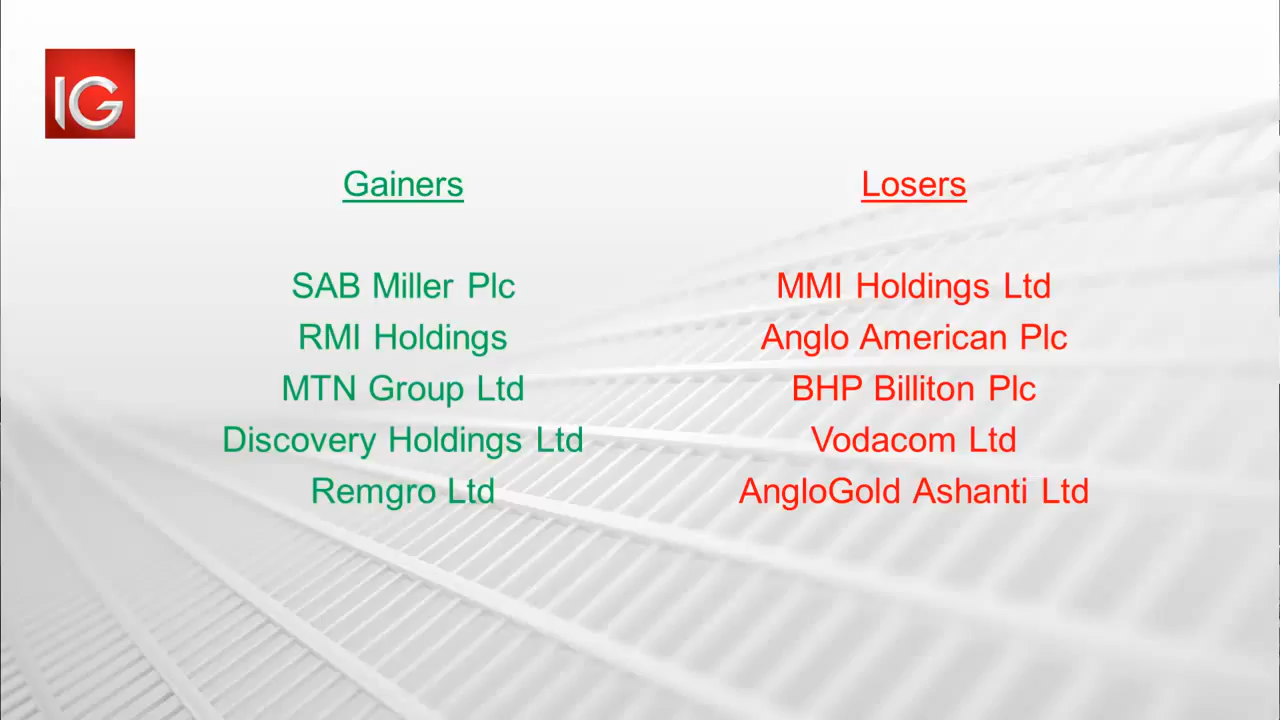 IG
Gainers
SAB Miller Plc
RMI Holdings
MTN Group Ltd
Discovery Holdings Ltd
Remgro Ltd
Losers
MMI Holdings Ltd
Anglo American Plc
BHP Billiton Plc
Vodacom Ltd
AngloGold Ashanti Ltd